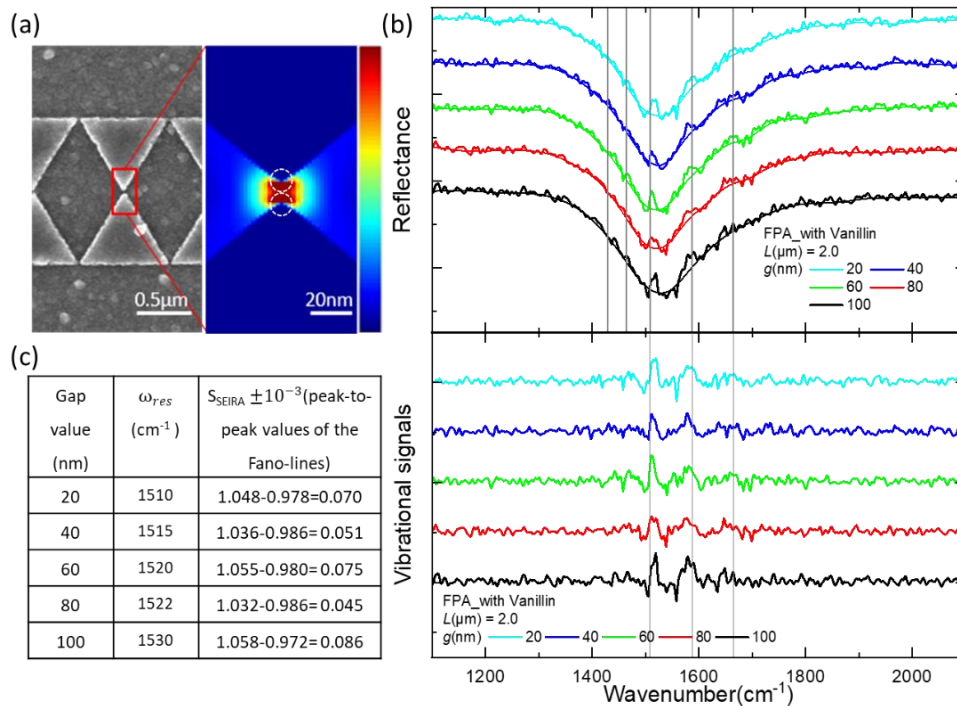 (a)
0.5μm
20nm
(b)
Reflectance
FPA_with Vanillin
L(μm) = 2.0
g(nm) 20 40
60 80
100
Vibrational signals
FPA_with Vanillin
L(μm) = 2.0
g(nm) 20 40 60 80 100
1200 1400 1600 1800 2000
Wavenumber(cm⁻¹)
(c)
Gap value (nm) ω_res (cm⁻¹) S_SEIRA ±10⁻³(peak-to-peak values of the Fano-lines)
20 1510 1.048-0.978=0.070
40 1515 1.036-0.986=0.051
60 1520 1.055-0.980=0.075
80 1522 1.032-0.986=0.045
100 1530 1.058-0.972=0.086